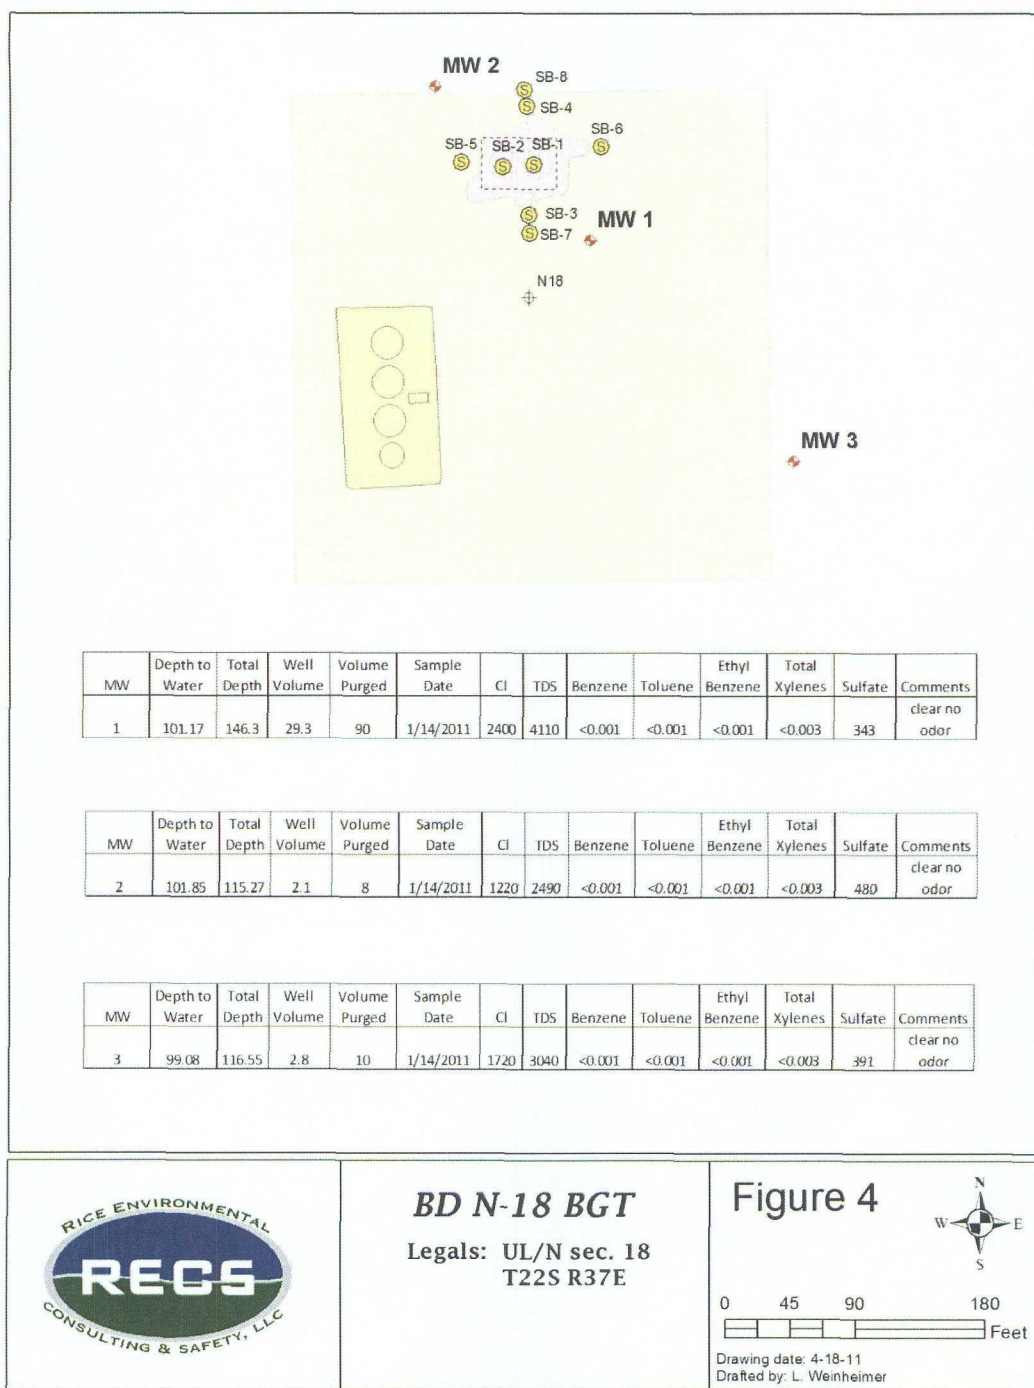 MW 2
SB-8
SB-4
SB-6
SB-5
SB-2
SB-1
SB-3
MW 1
SB-7
N18
MW 3
MW Depth to Water Total Depth Well Volume Volume Purged Sample Date Cl TDS Benzene Toluene Ethyl Benzene Total Xylenes Sulfate Comments
1 101.17 146.3 29.3 90 1/14/2011 2400 4110 <0.001 <0.001 <0.001 <0.003 343 clear no odor
MW Depth to Water Total Depth Well Volume Volume Purged Sample Date Cl TDS Benzene Toluene Ethyl Benzene Total Xylenes Sulfate Comments
2 101.85 115.27 2.1 8 1/14/2011 1220 2490 <0.001 <0.001 <0.001 <0.003 480 clear no odor
MW Depth to Water Total Depth Well Volume Volume Purged Sample Date Cl TDS Benzene Toluene Ethyl Benzene Total Xylenes Sulfate Comments
3 99.08 116.55 2.8 10 1/14/2011 1720 3040 <0.001 <0.001 <0.001 <0.003 391 clear no odor
RICE ENVIRONMENTAL
RECS
CONSULTING & SAFETY, LLC
BD N-18 BGT
Legals: UL/N sec. 18
T22S R37E
Figure 4
N
W E
S
0 45 90 180
Feet
Drawing date: 4-18-11
Drafted by: L. Weinheimer